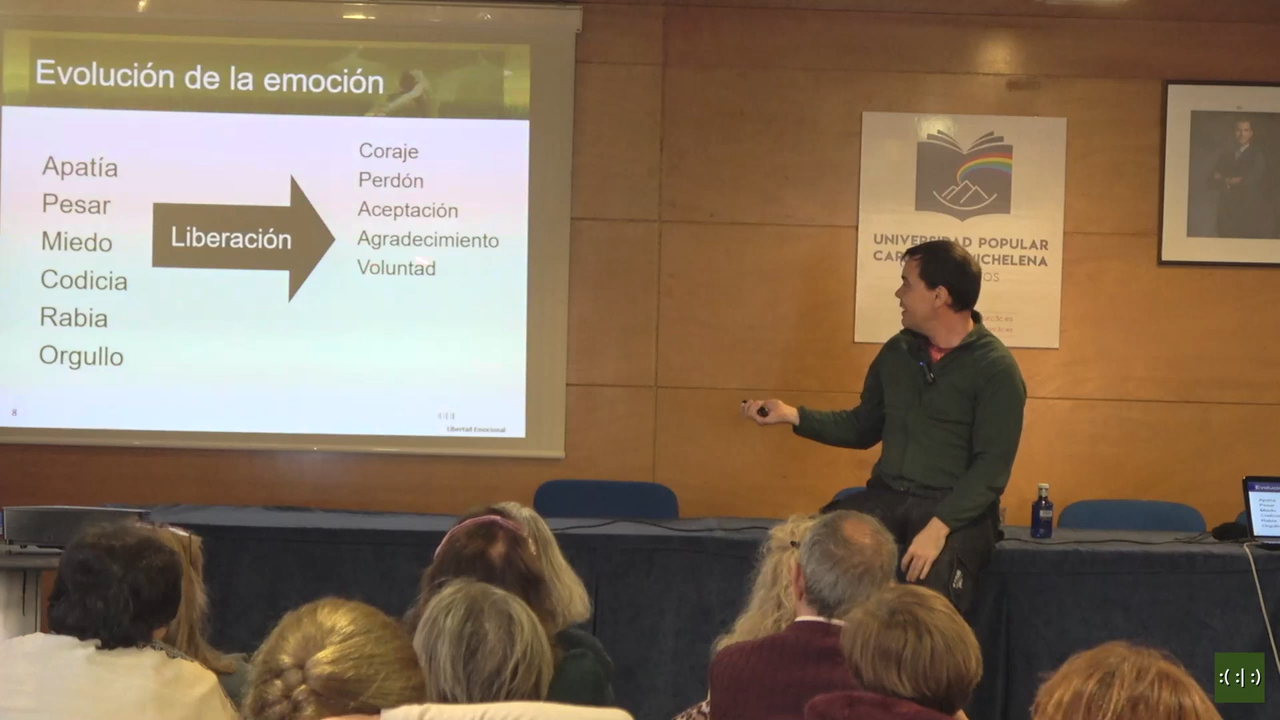 Evolución de la emoción
Apatía
Pesar
Miedo
Codicia
Rabia
Orgullo
Liberación
Coraje
Perdón
Aceptación
Agradecimiento
Voluntad
8
Libertad Emocional
UNIVERSIDAD POPULAR
:( :| :)